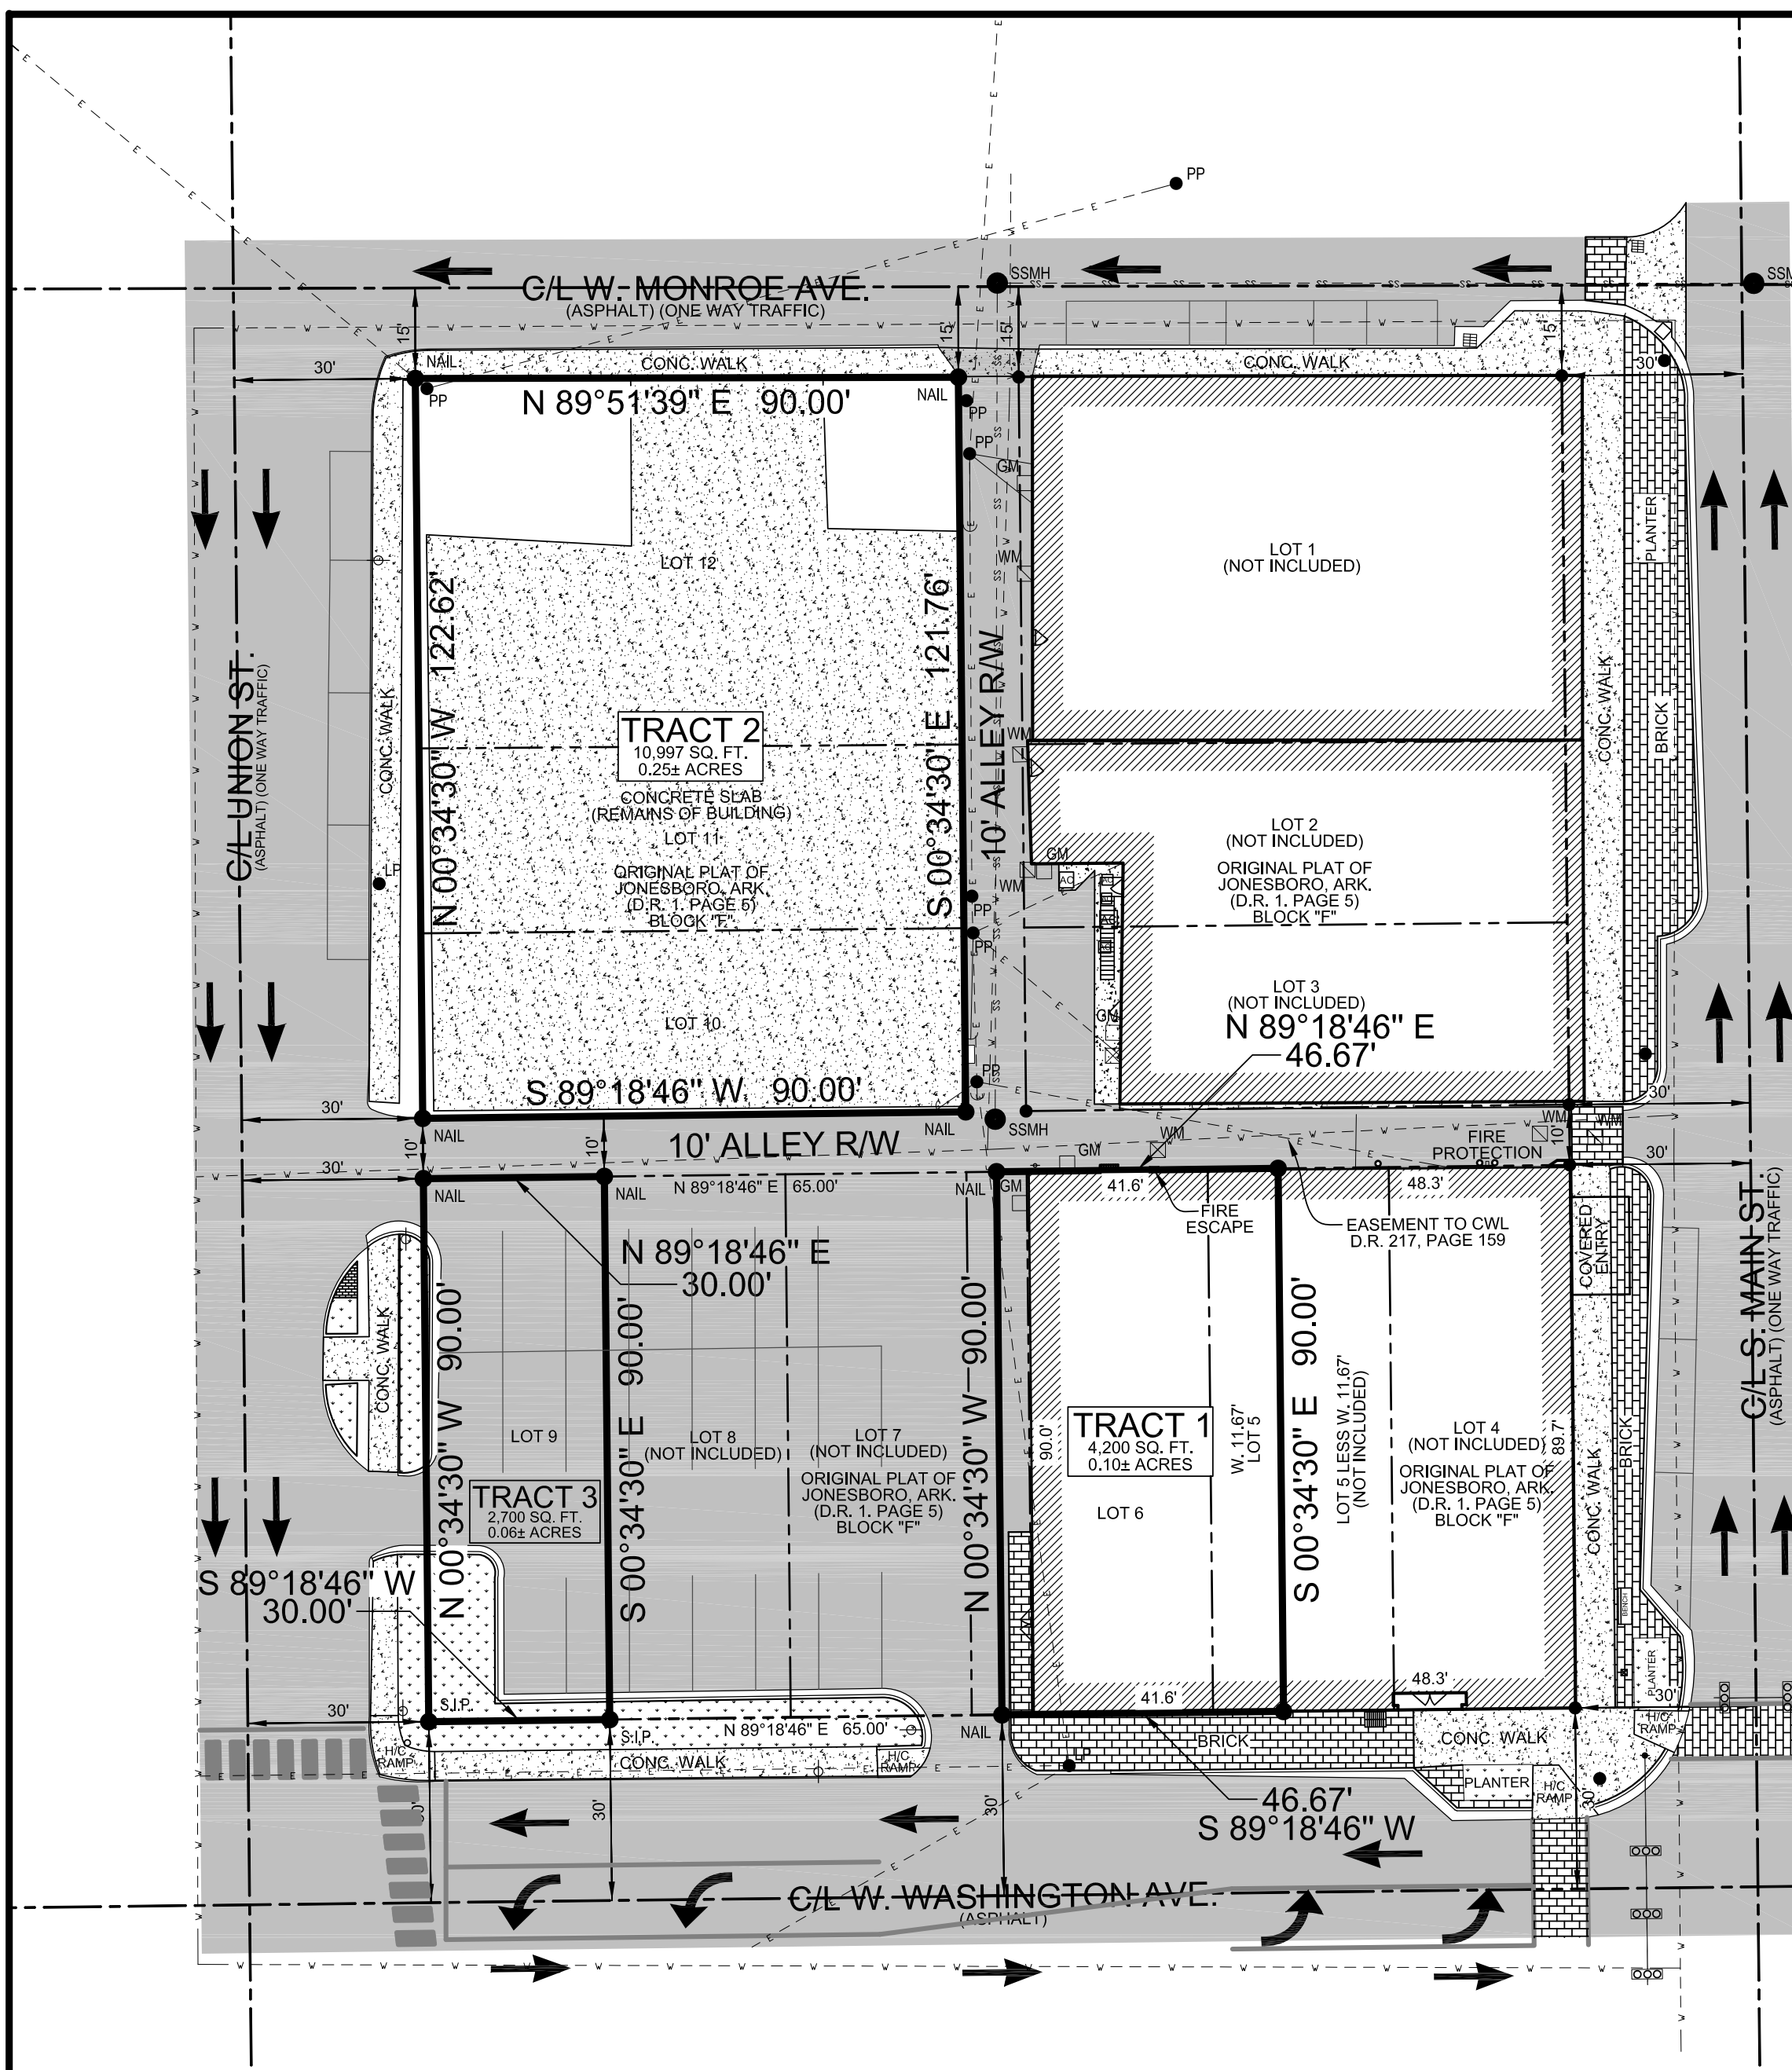 PP
SSMH
C/L W. MONROE AVE.
(ASPHALT) (ONE WAY TRAFFIC)
15'
15'
15'
15'
NAIL
CONC. WALK
CONC. WALK
30'
30'
PP
N 89°51'39" E 90.00'
NAIL
PP
PP
GM
PLANTER
LOT 1
(NOT INCLUDED)
WM
LOT 12
N 00°34'30" W 122.62'
S 00°34'30" E 121.76'
10' ALLEY R/W
C/L UNION ST.
(ASPHALT) (ONE WAY TRAFFIC)
CONC. WALK
CONC. WALK
BRICK
TRACT 2
10,997 SQ. FT.
0.25± ACRES
WM
CONCRETE SLAB
(REMAINS OF BUILDING)
LOT 11
ORIGINAL PLAT OF
JONESBORO, ARK.
(D.R. 1. PAGE 5)
BLOCK "F"
LOT 2
(NOT INCLUDED)
ORIGINAL PLAT OF
JONESBORO, ARK.
(D.R. 1. PAGE 5)
BLOCK "F"
LP
GM
WM
AC
AC
PP
PP
LOT 3
(NOT INCLUDED)
N 89°18'46" E
46.67'
GM
LOT 10
PP
S 89°18'46" W 90.00'
30'
30'
NAIL
NAIL
SSMH
WM
WM
10'
10'
10'
10' ALLEY R/W
WM
GM
FIRE
PROTECTION
30'
30'
NAIL
NAIL
N 89°18'46" E 65.00'
NAIL
GM
41.6'
48.3'
FIRE
ESCAPE
EASEMENT TO CWL
D.R. 217, PAGE 159
COVERED
ENTRY
N 89°18'46" E
30.00'
CONC. WALK
N 00°34'30" W 90.00'
S 00°34'30" E 90.00'
N 00°34'30" W 90.00'
S 00°34'30" E 90.00'
C/L S. MAIN ST.
(ASPHALT) (ONE WAY TRAFFIC)
LOT 9
LOT 8
(NOT INCLUDED)
LOT 7
(NOT INCLUDED)
ORIGINAL PLAT OF
JONESBORO, ARK.
(D.R. 1. PAGE 5)
BLOCK "F"
90.0'
TRACT 1
4,200 SQ. FT.
0.10± ACRES
LOT 6
W. 11.67'
LOT 5
LOT 5 LESS W. 11.67'
(NOT INCLUDED)
LOT 4
(NOT INCLUDED)
ORIGINAL PLAT OF
JONESBORO, ARK.
(D.R. 1. PAGE 5)
BLOCK "F"
89.7'
CONC. WALK
BRICK
TRACT 3
2,700 SQ. FT.
0.06± ACRES
S 89°18'46" W
30.00'
BENCH
PLANTER
48.3'
41.6'
30'
30'
S.I.P.
S.I.P.
N 89°18'46" E 65.00'
NAIL
H/C
RAMP
CONC. WALK
H/C
RAMP
LP
BRICK
CONC. WALK
H/C
RAMP
PLANTER
H/C
RAMP
30'
30'
30'
46.67'
S 89°18'46" W
C/L W. WASHINGTON AVE.
(ASPHALT)